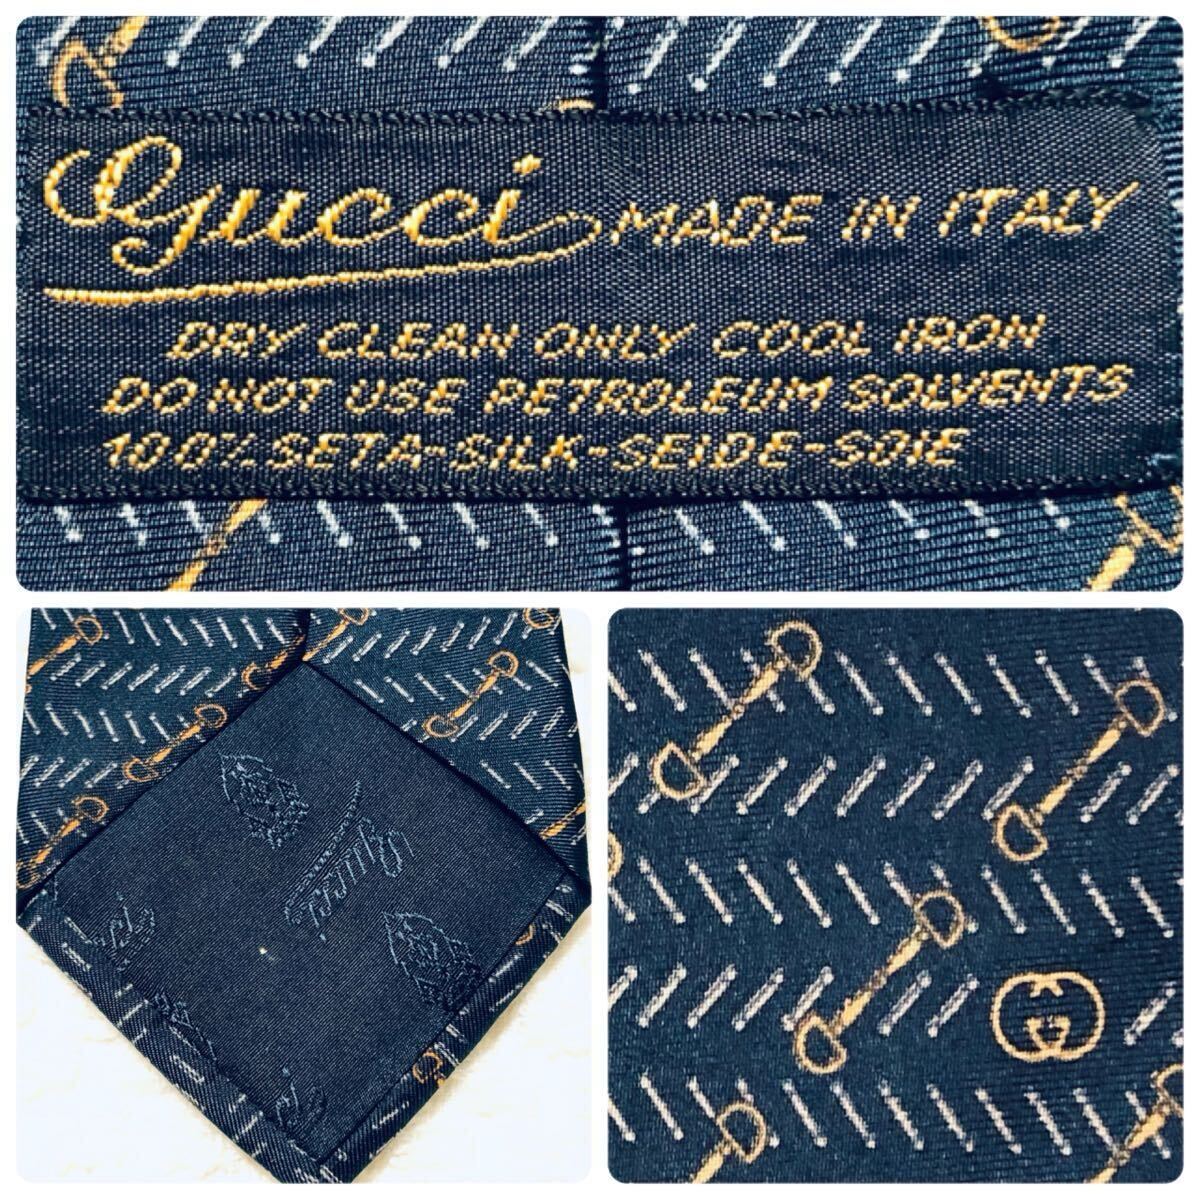 Gucci MADE IN ITALY
DRY CLEAN ONLY COOL IRON
DO NOT USE PETROLEUM SOLVENTS
100% SETA-SILK-SEIDE-SOIE
Gucci